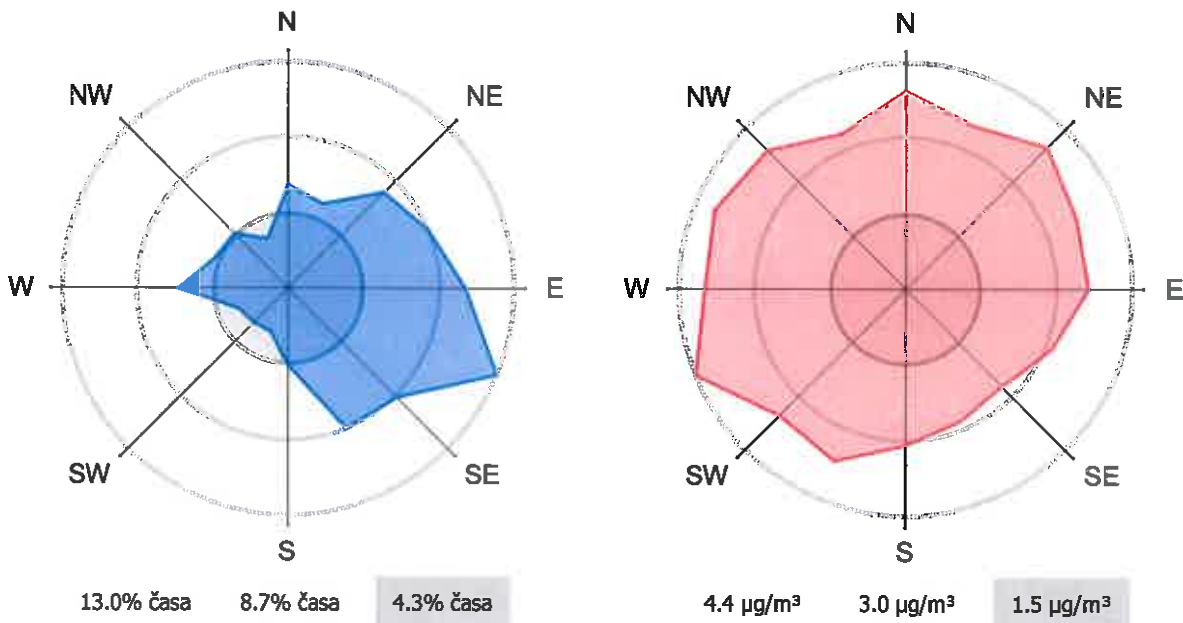 N
NW
NE
W
E
SW
SE
S
13.0% časa 8.7% časa 4.3% časa
N
NW
NE
W
E
SW
SE
S
4.4 µg/m³ 3.0 µg/m³ 1.5 µg/m³